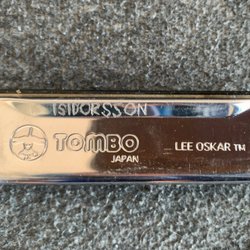 ISIDORSSON
TOMBO LEE OSKAR TM
JAPAN